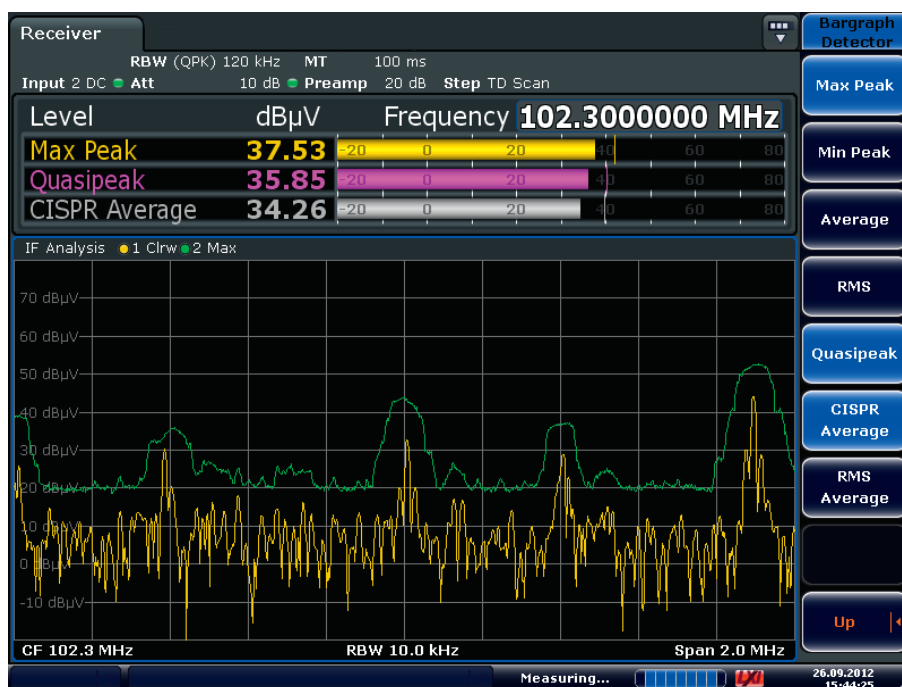 Receiver
RBW (QPK) 120 kHz MT 100 ms
Input 2 DC Att 10 dB Preamp 20 dB Step TD Scan
Level dBµV Frequency 102.3000000 MHz
Max Peak 37.53 -20 0 20 40 60 80
Quasipeak 35.85 -20 0 20 40 60 80
CISPR Average 34.26 -20 0 20 40 60 80
IF Analysis 1 Clrw 2 Max
70 dBµV
60 dBµV
50 dBµV
40 dBµV
30 dBµV
20 dBµV
10 dBµV
0 dBµV
-10 dBµV
CF 102.3 MHz RBW 10.0 kHz Span 2.0 MHz
Measuring... LXI 26.09.2012
15:44:25
Bargraph
Detector
Max Peak
Min Peak
Average
RMS
Quasipeak
CISPR
Average
RMS
Average
Up